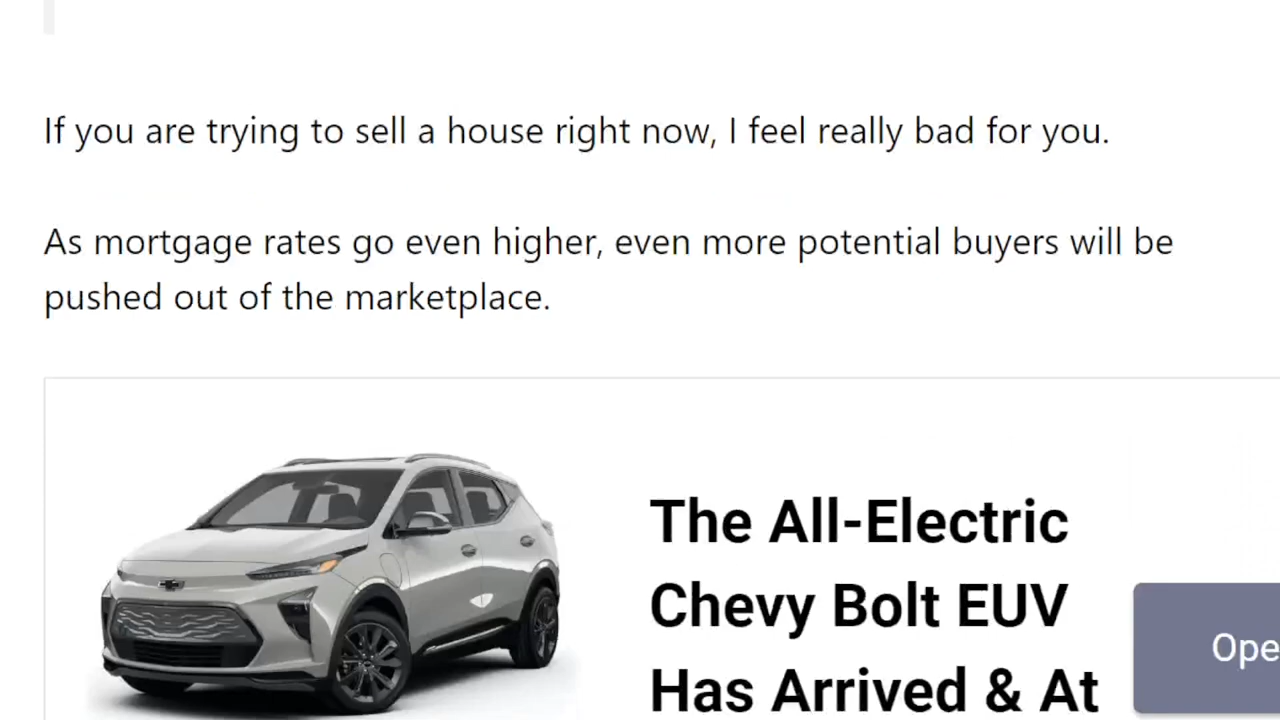 If you are trying to sell a house right now, I feel really bad for you.
As mortgage rates go even higher, even more potential buyers will be
pushed out of the marketplace.
The All-Electric
Chevy Bolt EUV
Has Arrived & At
Ope